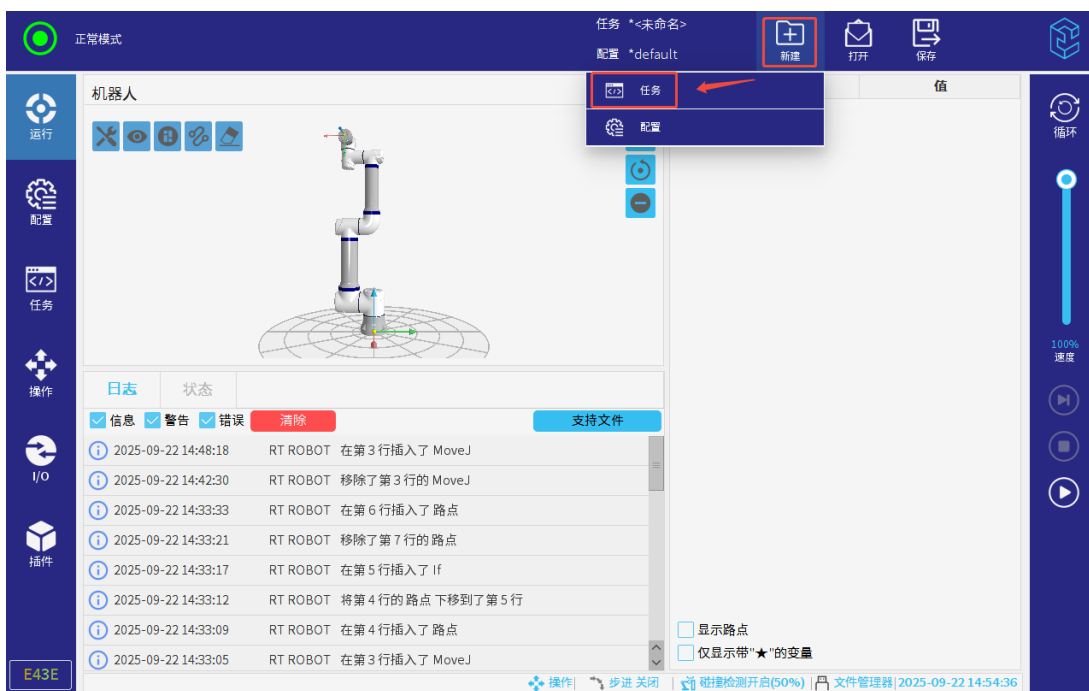 正常模式
任务 *<未命名>
配置 *default
新建
打开
保存
任务
配置
值
机器人
运行
配置
任务
操作
I/O
插件
E43E
循环
100%
速度
日志 状态
信息 警告 错误 清除 支持文件
2025-09-22 14:48:18 RT ROBOT 在第3行插入了 MoveJ
2025-09-22 14:42:30 RT ROBOT 移除了第3行的 MoveJ
2025-09-22 14:33:33 RT ROBOT 在第6行插入了 路点
2025-09-22 14:33:21 RT ROBOT 移除了第7行的 路点
2025-09-22 14:33:17 RT ROBOT 在第5行插入了 If
2025-09-22 14:33:12 RT ROBOT 将第4行的 路点 下移到了第5行
2025-09-22 14:33:09 RT ROBOT 在第4行插入了 路点
2025-09-22 14:33:05 RT ROBOT 在第3行插入了 MoveJ
显示路点
仅显示带"★"的变量
操作| 步进 关闭 | 碰撞检测开启(50%) | 文件管理器|2025-09-22 14:54:36